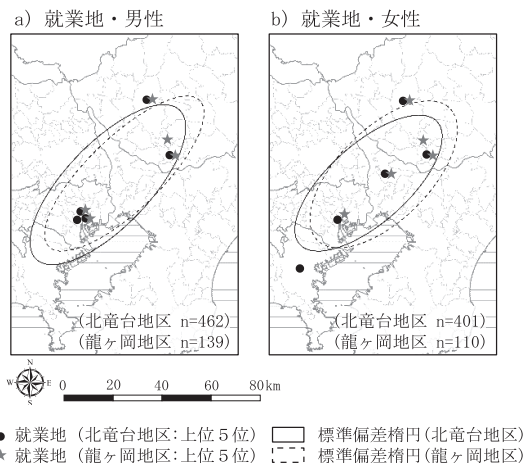 a) 就業地・男性
b) 就業地・女性
(北竜台地区 n=462)
(龍ヶ岡地区 n=139)
(北竜台地区 n=401)
(龍ヶ岡地区 n=110)
N
W
E
S
0 20 40 60 80km
就業地（北竜台地区:上位５位）
標準偏差楕円(北竜台地区)
就業地（龍ヶ岡地区:上位５位）
標準偏差楕円(龍ヶ岡地区)